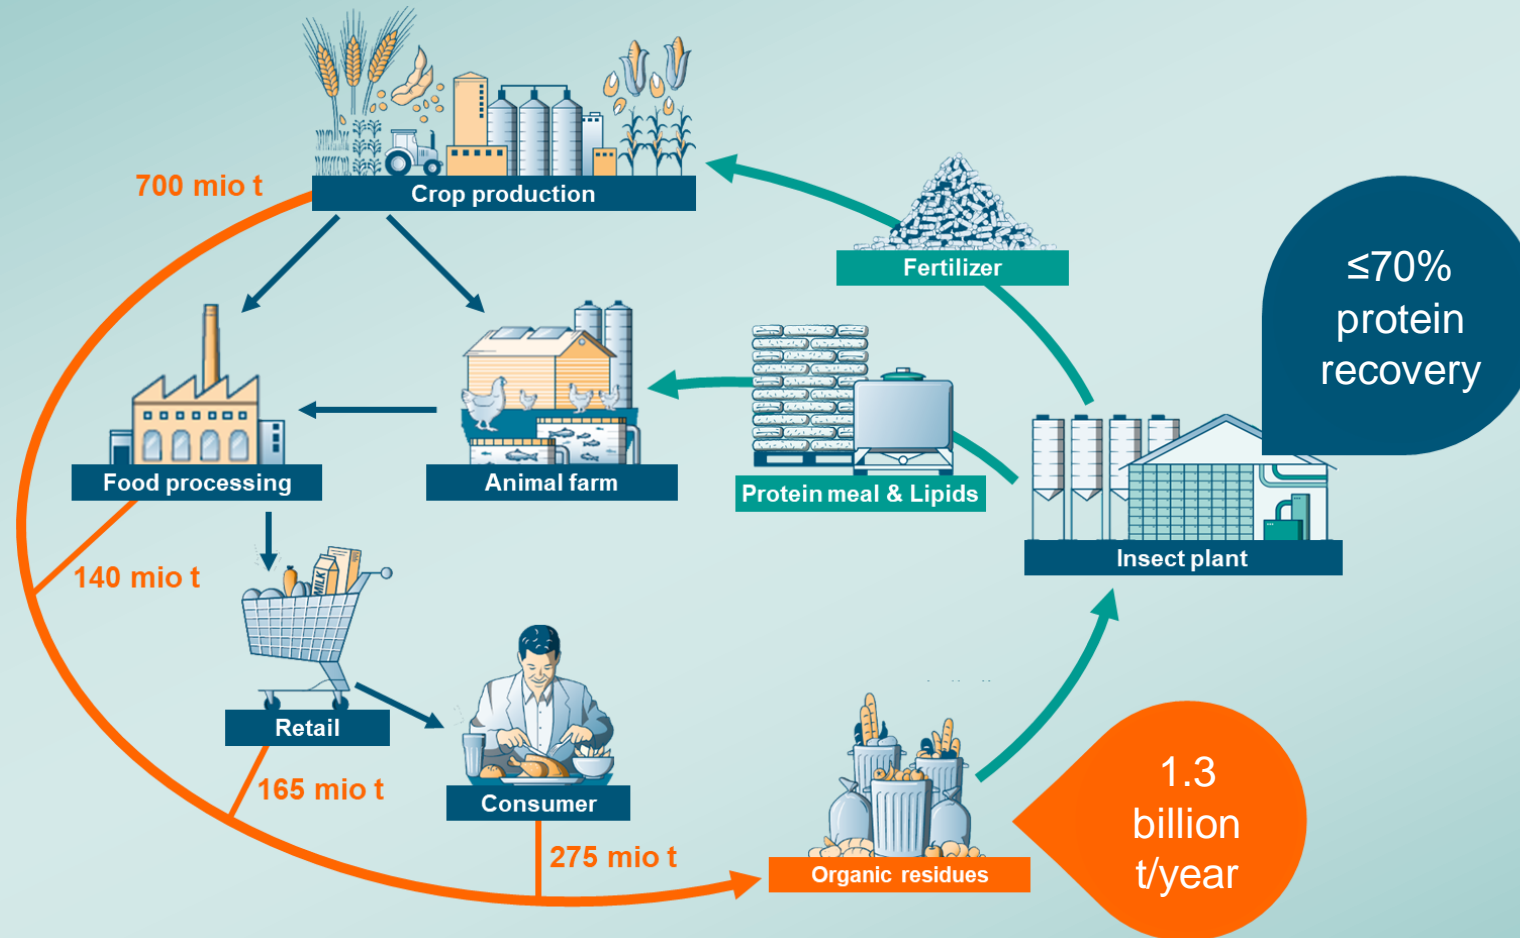 700 mio t
Crop production
Fertilizer
≤70%
protein
recovery
Food processing
Animal farm
Protein meal & Lipids
Insect plant
140 mio t
MILK
Retail
165 mio t
Consumer
275 mio t
Organic residues
1.3
billion
t/year